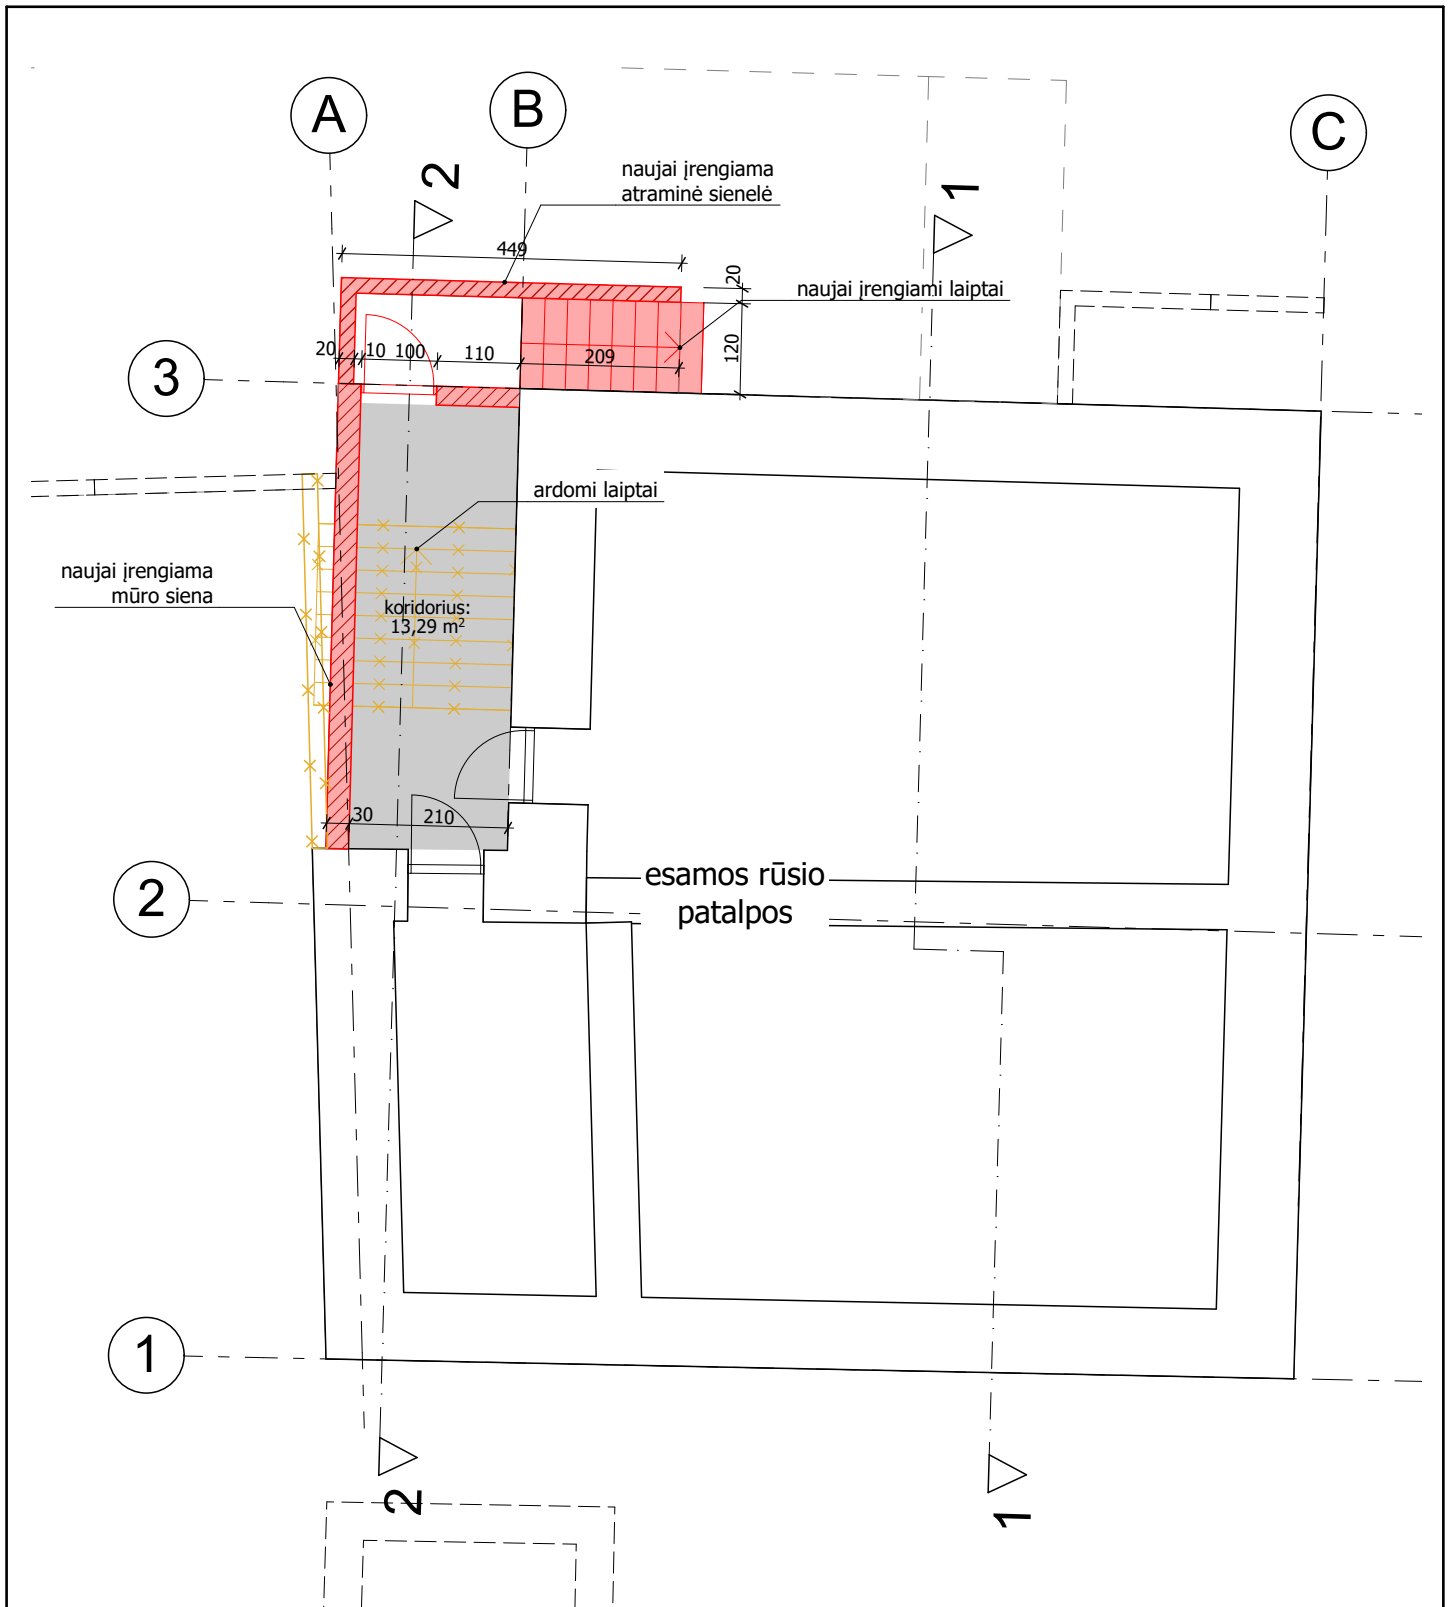 A
B
C
2
1
naujai įrengiama
atraminė sienelė
449
20
naujai įrengiami laiptai
20
10
100
110
209
120
3
ardomi laiptai
naujai įrengiama
mūro siena
koridorius:
13,29 m²
30
210
esamos rūsio
patalpos
2
1
2
1